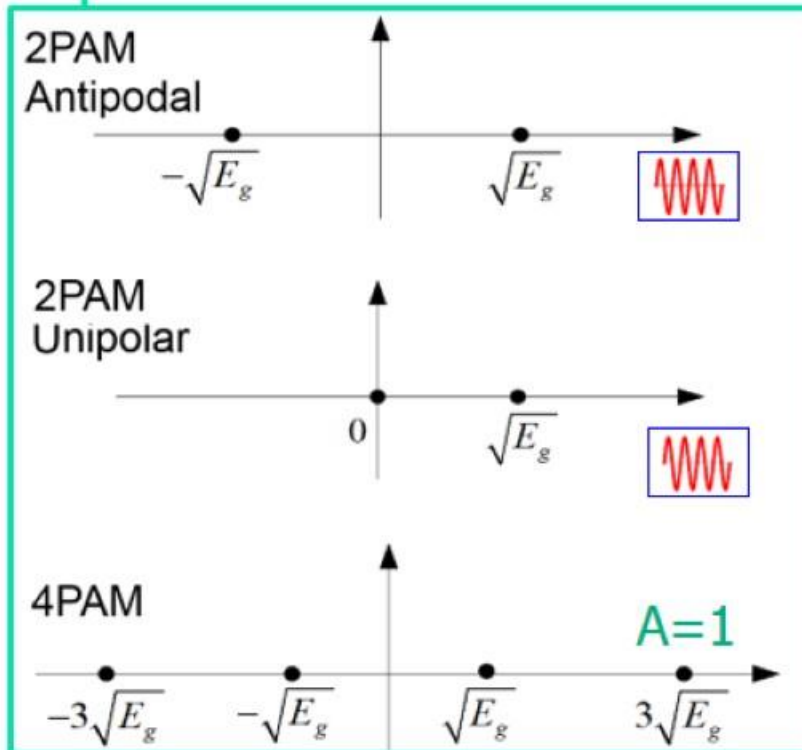 2PAM
Antipodal
−√E_g √E_g
2PAM
Unipolar
0 √E_g
4PAM
A=1
−3√E_g −√E_g √E_g 3√E_g